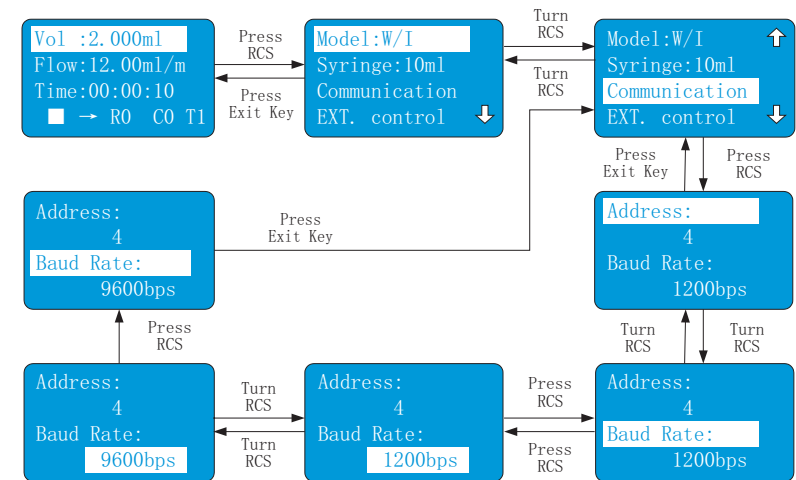 Vol :2.000ml
Flow:12.00ml/m
Time:00:00:10
■ → R0 C0 T1
Press
RCS
Press
Exit Key
Model:W/I
Syringe:10ml
Communication
EXT. control
Turn
RCS
Turn
RCS
Model:W/I
Syringe:10ml
Communication
EXT. control
Press
Exit Key
Press
RCS
Address:
4
Baud Rate:
9600bps
Press
Exit Key
Address:
4
Baud Rate:
1200bps
Press
RCS
Turn
RCS
Turn
RCS
Address:
4
Baud Rate:
9600bps
Turn
RCS
Turn
RCS
Address:
4
Baud Rate:
1200bps
Press
RCS
Press
RCS
Address:
4
Baud Rate:
1200bps